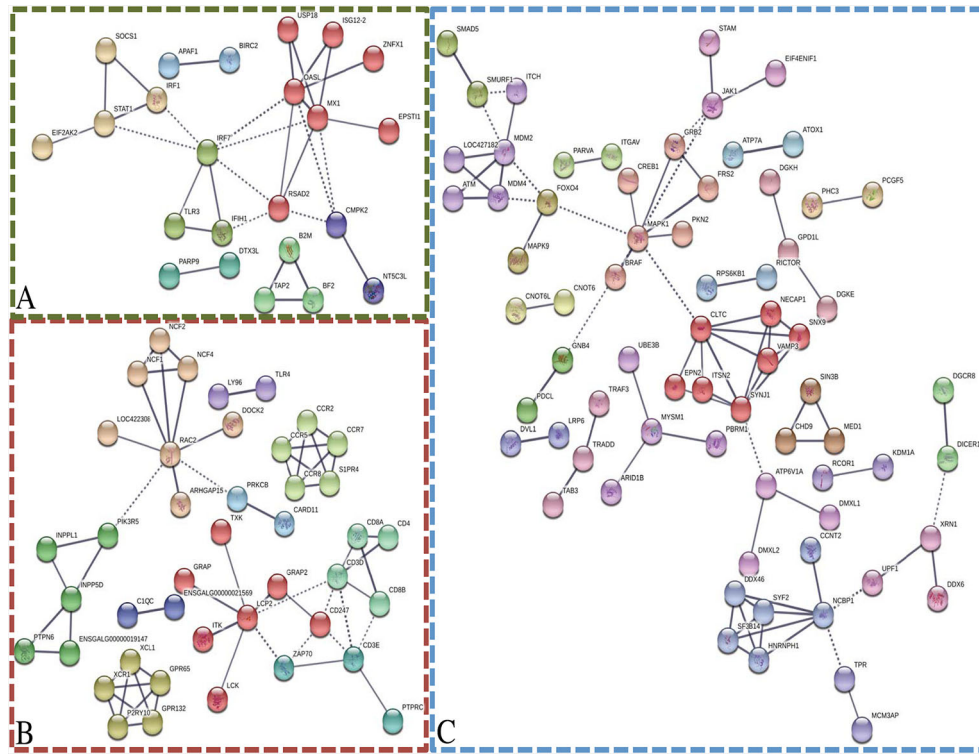 USP18
ISG12-2
SOCS1
APAF1
BIRC2
ZNFX1
OASL
IRF1
MX1
STAT1
EPSTI1
EIF2AK2
IRF7
RSAD2
TLR3
IFIH1
CMPK2
B2M
PARP9
DTX3L
TAP2
BF2
NT5C3L
A
NCF2
NCF1
NCF4
LY96
TLR4
LOC422306
DOCK2
RAC2
CCR2
CCR5
CCR7
CCR8
S1PR4
ARHGAP15
PRKCB
CARD11
INPPL1
PIK3R5
TXK
CD8A
CD4
INPP5D
GRAP
GRAP2
CD3D
CD8B
C1QC
ENSGALG00000021569
LCP2
CD247
PTPN6
ENSGALG00000019147
ITK
ZAP70
CD3E
XCL1
XCR1
GPR65
LCK
P2RY10
GPR132
PTPRC
B
SMAD5
STAM
SMURF1
ITCH
EIF4ENIF1
JAK1
MDM2
LOC427182
GRB2
ATP7A
ATOX1
PARVA
ITGAV
CREB1
FRS2
DGKH
ATM
MDM4
FOXO4
PHC3
PCGF5
MAPK1
PKN2
MAPK9
BRAF
GPD1L
RPS6KB1
RICTOR
CNOT6L
CNOT6
DGKE
CLTC
NECAP1
SNX9
GNB4
VAMP3
UBE3B
EPN2
ITSN2
PDCL
TRAF3
SYNJ1
SIN3B
DGCR8
DVL1
LRP6
MYSM1
PBRM1
CHD9
MED1
TRADD
DICER1
RCOR1
KDM1A
TAB3
ARID1B
ATP6V1A
DMXL1
XRN1
CCNT2
DMXL2
UPF1
DDX6
DDX46
SYF2
NCBP1
SF3B14
HNRNPH1
TPR
MCM3AP
C